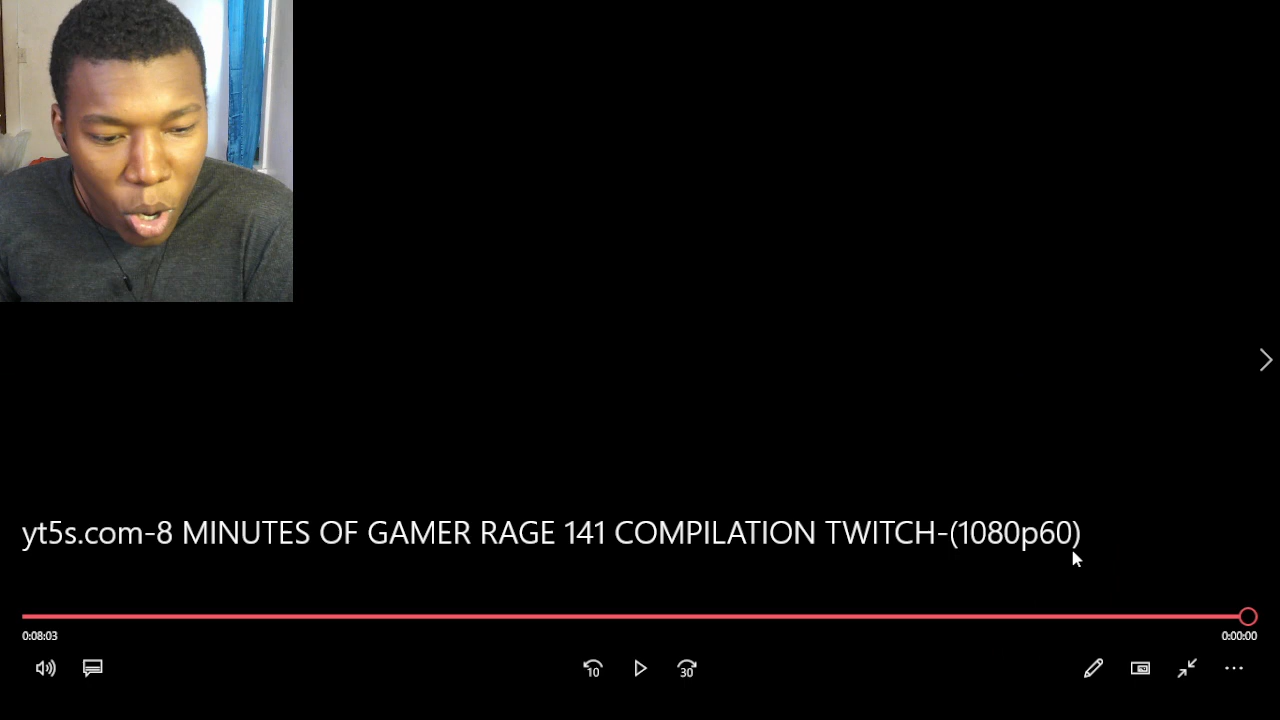 yt5s.com-8 MINUTES OF GAMER RAGE 141 COMPILATION TWITCH-(1080p60)
0:08:03
0:00:00
10
30